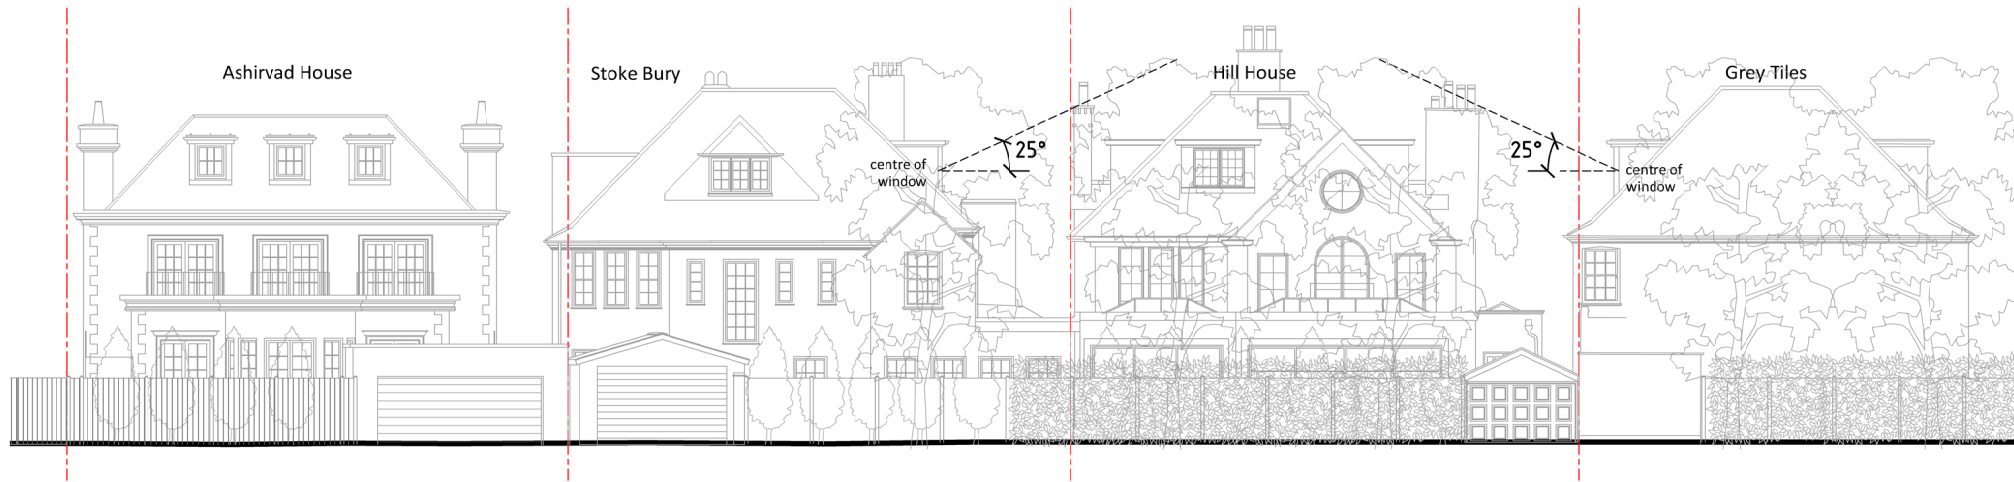 Ashirvad House
Stoke Bury
Hill House
Grey Tiles
centre of
window
25°
25°
centre of
window